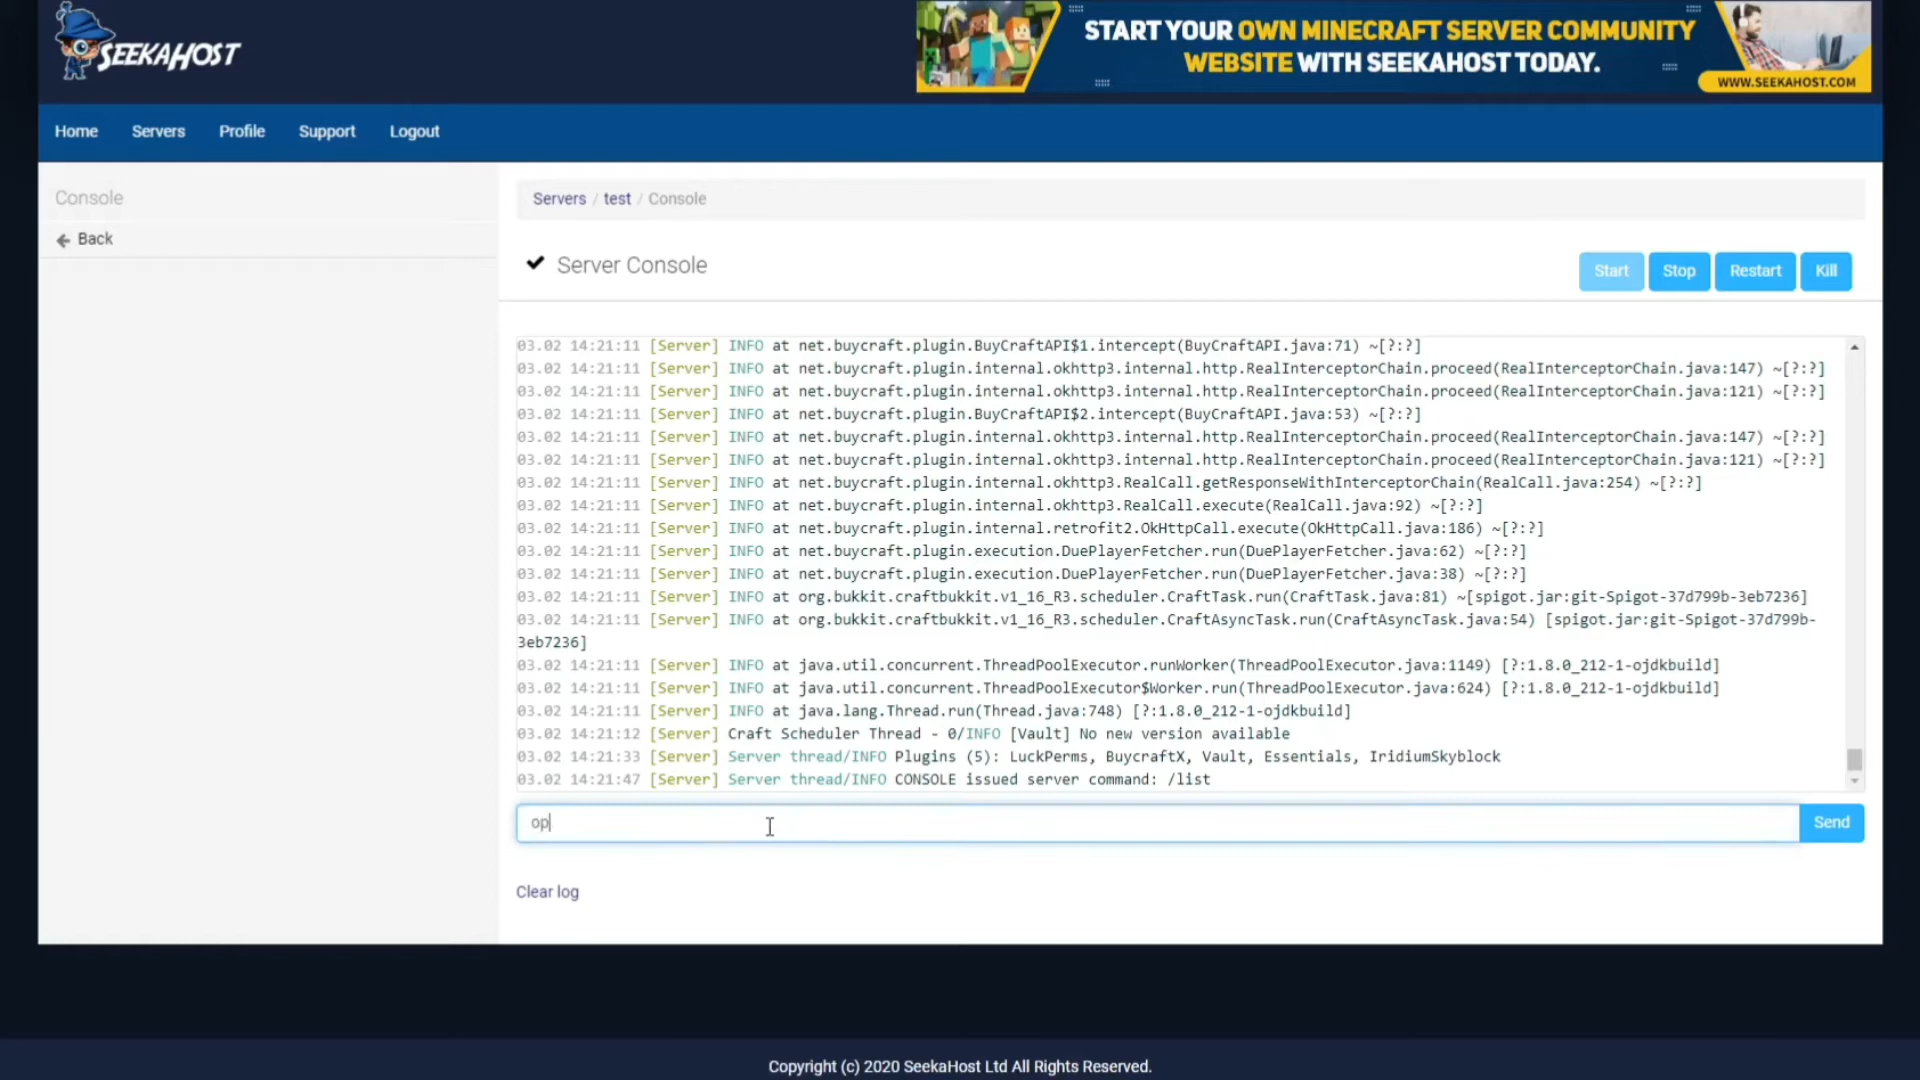 SEEKAHOST
START YOUR OWN MINECRAFT SERVER COMMUNITY
WEBSITE WITH SEEKAHOST TODAY.
WWW.SEEKAHOST.COM
Home Servers Profile Support Logout
Console
Back
Servers / test / Console
Server Console
Start Stop Restart Kill
03.02 14:21:11 [Server] INFO at net.buycraft.plugin.BuyCraftAPI$1.intercept(BuyCraftAPI.java:71) ~[?:?]
03.02 14:21:11 [Server] INFO at net.buycraft.plugin.internal.okhttp3.internal.http.RealInterceptorChain.proceed(RealInterceptorChain.java:147) ~[?:?]
03.02 14:21:11 [Server] INFO at net.buycraft.plugin.internal.okhttp3.internal.http.RealInterceptorChain.proceed(RealInterceptorChain.java:121) ~[?:?]
03.02 14:21:11 [Server] INFO at net.buycraft.plugin.BuyCraftAPI$2.intercept(BuyCraftAPI.java:53) ~[?:?]
03.02 14:21:11 [Server] INFO at net.buycraft.plugin.internal.okhttp3.internal.http.RealInterceptorChain.proceed(RealInterceptorChain.java:147) ~[?:?]
03.02 14:21:11 [Server] INFO at net.buycraft.plugin.internal.okhttp3.internal.http.RealInterceptorChain.proceed(RealInterceptorChain.java:121) ~[?:?]
03.02 14:21:11 [Server] INFO at net.buycraft.plugin.internal.okhttp3.RealCall.getResponseWithInterceptorChain(RealCall.java:254) ~[?:?]
03.02 14:21:11 [Server] INFO at net.buycraft.plugin.internal.okhttp3.RealCall.execute(RealCall.java:92) ~[?:?]
03.02 14:21:11 [Server] INFO at net.buycraft.plugin.internal.retrofit2.OkHttpCall.execute(OkHttpCall.java:186) ~[?:?]
03.02 14:21:11 [Server] INFO at net.buycraft.plugin.execution.DuePlayerFetcher.run(DuePlayerFetcher.java:62) ~[?:?]
03.02 14:21:11 [Server] INFO at net.buycraft.plugin.execution.DuePlayerFetcher.run(DuePlayerFetcher.java:38) ~[?:?]
03.02 14:21:11 [Server] INFO at org.bukkit.craftbukkit.v1_16_R3.scheduler.CraftTask.run(CraftTask.java:81) ~[spigot.jar:git-Spigot-37d799b-3eb7236]
03.02 14:21:11 [Server] INFO at org.bukkit.craftbukkit.v1_16_R3.scheduler.CraftAsyncTask.run(CraftAsyncTask.java:54) [spigot.jar:git-Spigot-37d799b-
3eb7236]
03.02 14:21:11 [Server] INFO at java.util.concurrent.ThreadPoolExecutor.runWorker(ThreadPoolExecutor.java:1149) [?:1.8.0_212-1-ojdkbuild]
03.02 14:21:11 [Server] INFO at java.util.concurrent.ThreadPoolExecutor$Worker.run(ThreadPoolExecutor.java:624) [?:1.8.0_212-1-ojdkbuild]
03.02 14:21:11 [Server] INFO at java.lang.Thread.run(Thread.java:748) [?:1.8.0_212-1-ojdkbuild]
03.02 14:21:12 [Server] Craft Scheduler Thread - 0/INFO [Vault] No new version available
03.02 14:21:33 [Server] Server thread/INFO Plugins (5): LuckPerms, BuycraftX, Vault, Essentials, IridiumSkyblock
03.02 14:21:47 [Server] Server thread/INFO CONSOLE issued server command: /list
op
Send
Clear log
Copyright (c) 2020 SeekaHost Ltd All Rights Reserved.